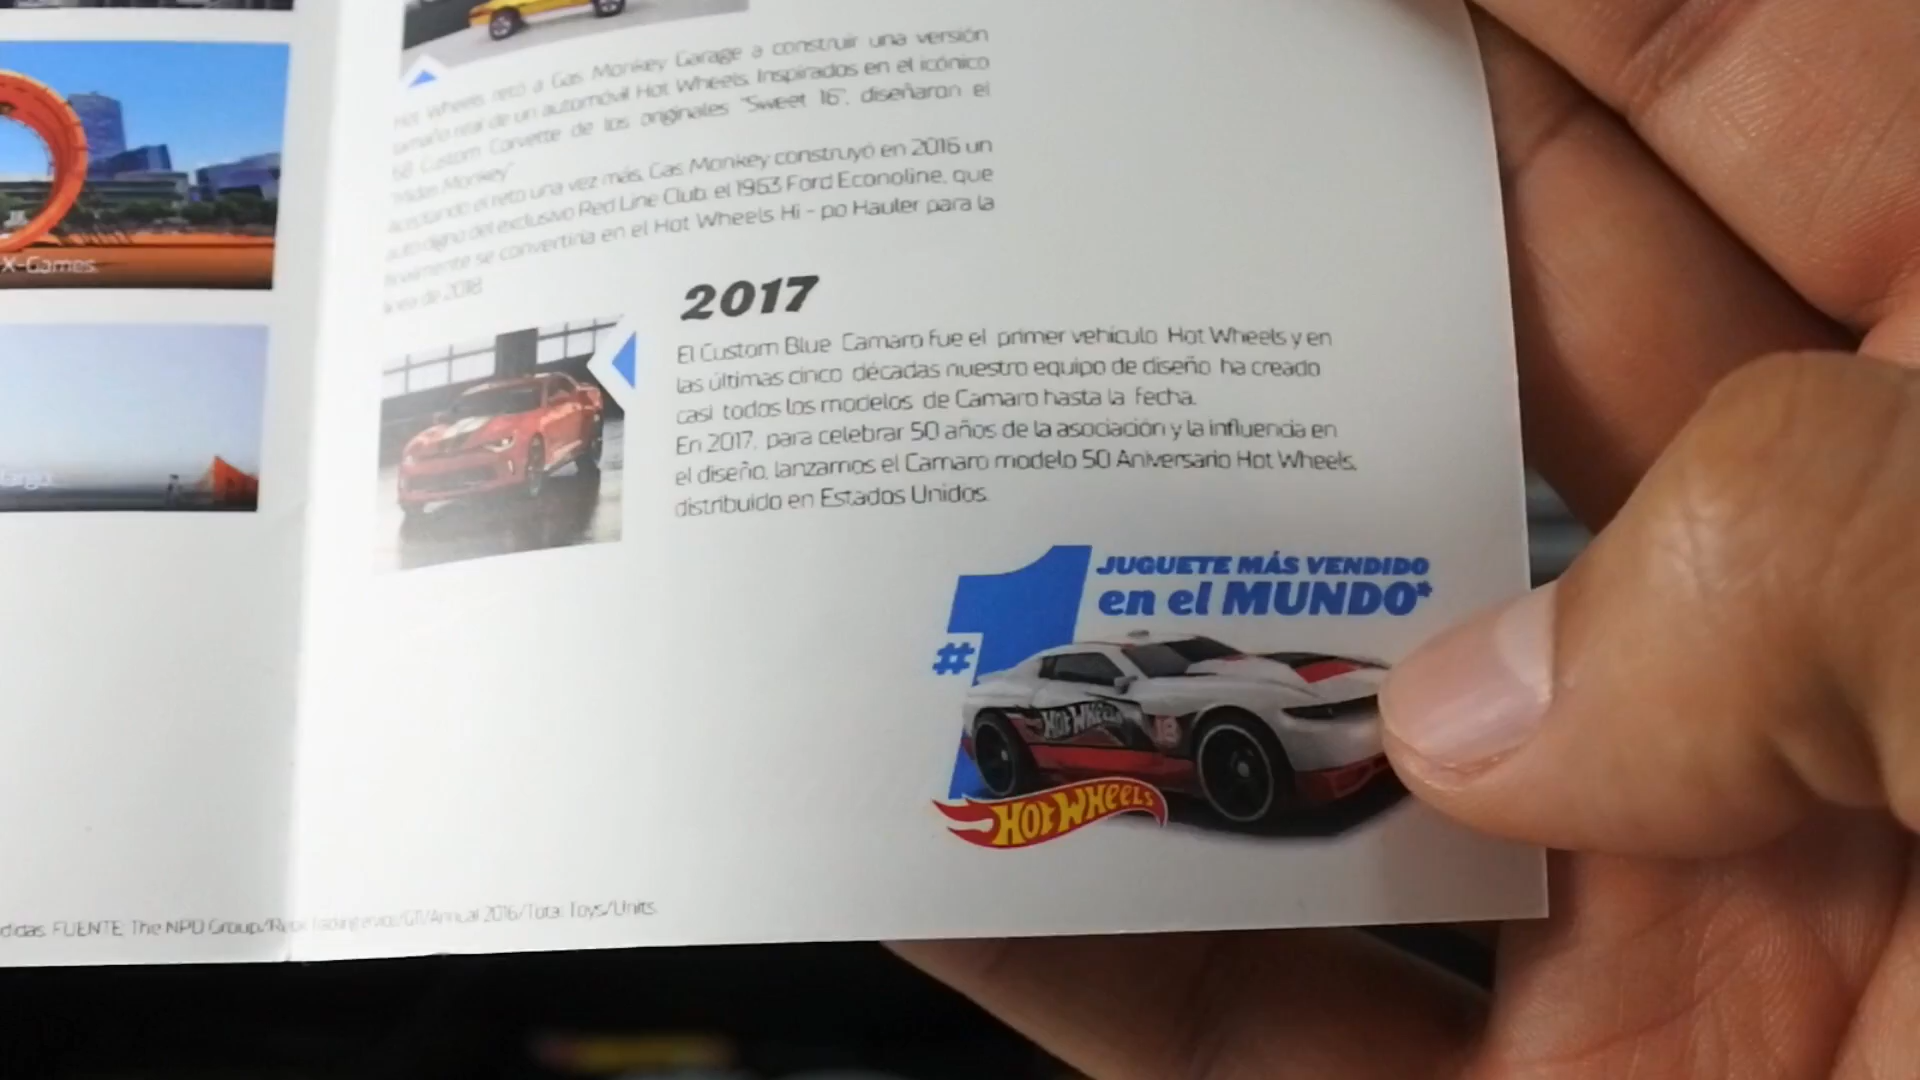 X-Games.
Hot Wheels retó a Gas Monkey Garage a construir una versión
tamaño real de un automóvil Hot Wheels. Inspirados en el icónico
68 Custom Corvette de los originales "Sweet 16", diseñaron el
"Midas Monkey"
Aceptando el reto una vez más, Gas Monkey construyó en 2016 un
auto digno del exclusivo Red Line Club, el 1963 Ford Econoline, que
finalmente se convertiría en el Hot Wheels Hi - po Hauler para la
línea de 2018
2017
El Custom Blue Camaro fue el primer vehículo Hot Wheels y en
las últimas cinco décadas nuestro equipo de diseño ha creado
casi todos los modelos de Camaro hasta la fecha.
En 2017, para celebrar 50 años de la asociación y la influencia en
el diseño, lanzamos el Camaro modelo 50 Aniversario Hot Wheels,
distribuido en Estados Unidos.
#1
JUGUETE MÁS VENDIDO
en el MUNDO*
HOT WHEELS
18
HOT WHEELS
didas. FUENTE: The NPD Group/ /Annual 2016/Total Toys/Units.